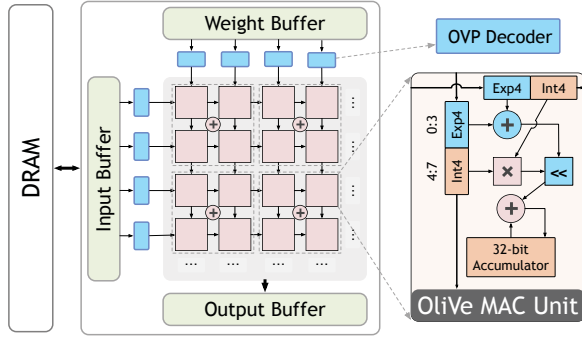 Weight Buffer
OVP Decoder
DRAM
Input Buffer
+
+
+
+
...
...
...
...
... ... ... ...
Output Buffer
Exp4 Int4
0:3
Exp4
+
4:7
Int4
×
<<
+
32-bit
Accumulator
OliVe MAC Unit